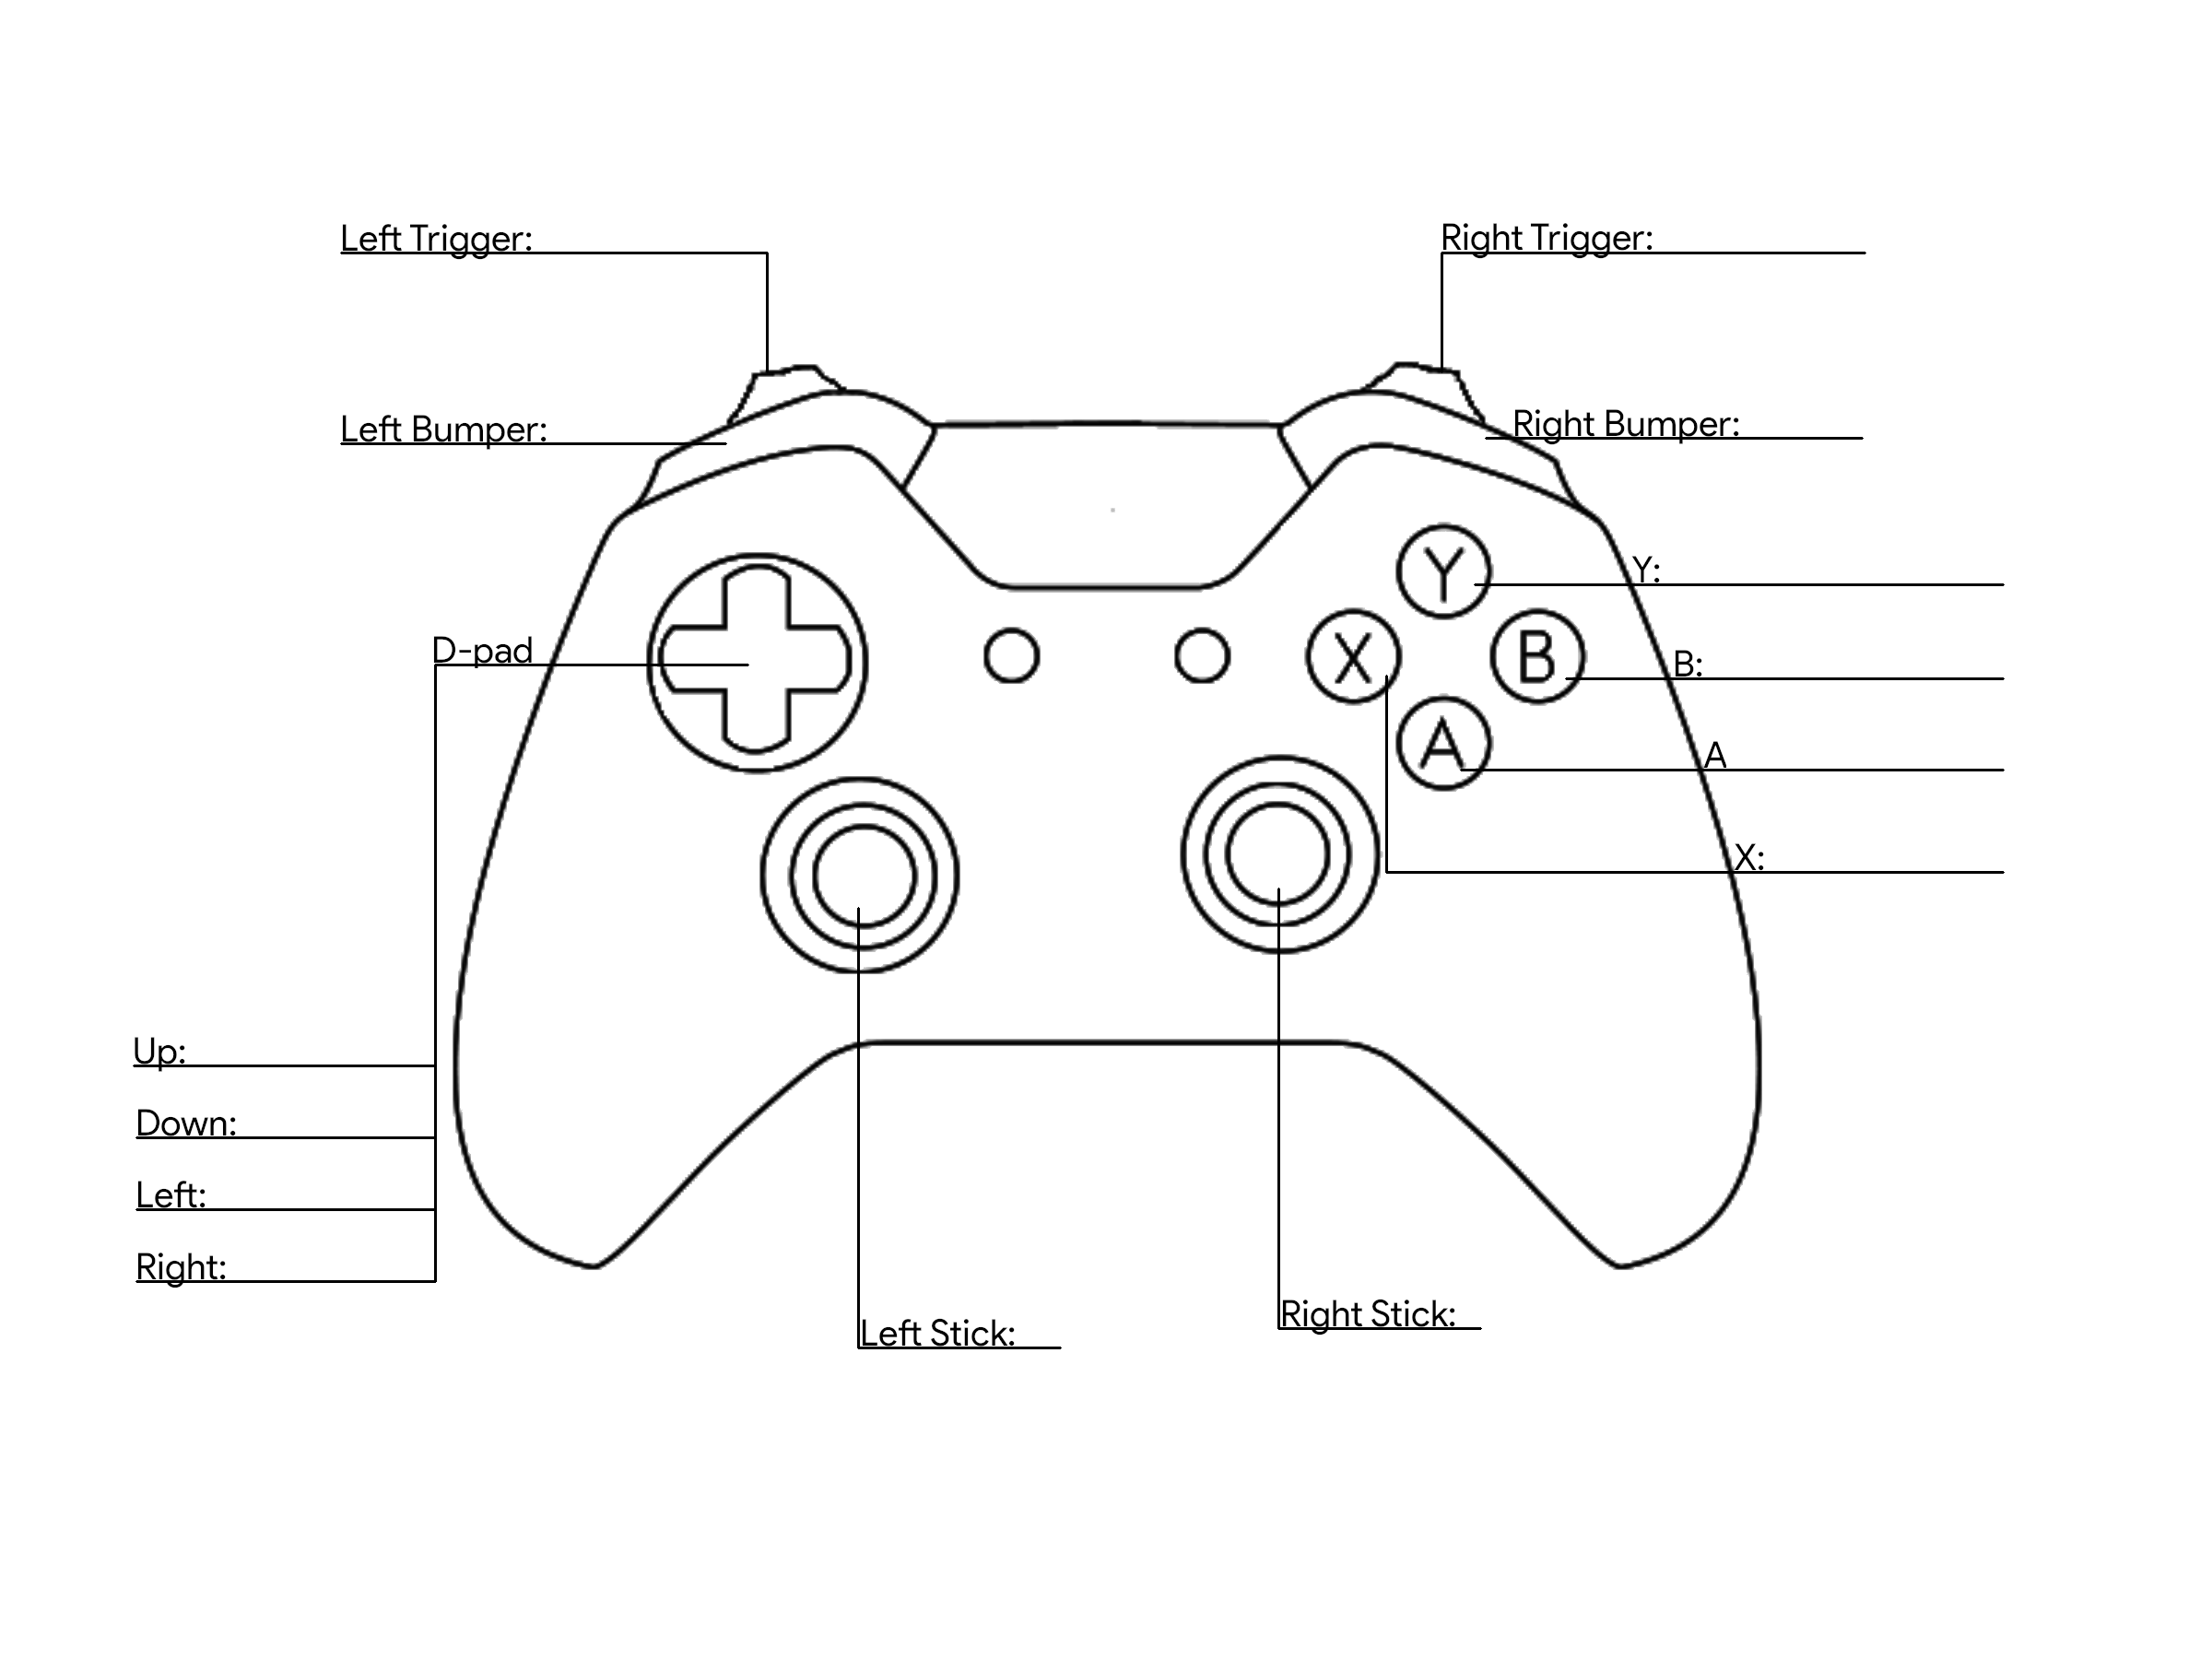 Left Trigger:
Right Trigger:
Left Bumper:
Right Bumper:
Y
Y:
D-pad
X
B
B:
A
A
X:
Up:
Down:
Left:
Right:
Right Stick:
Left Stick: